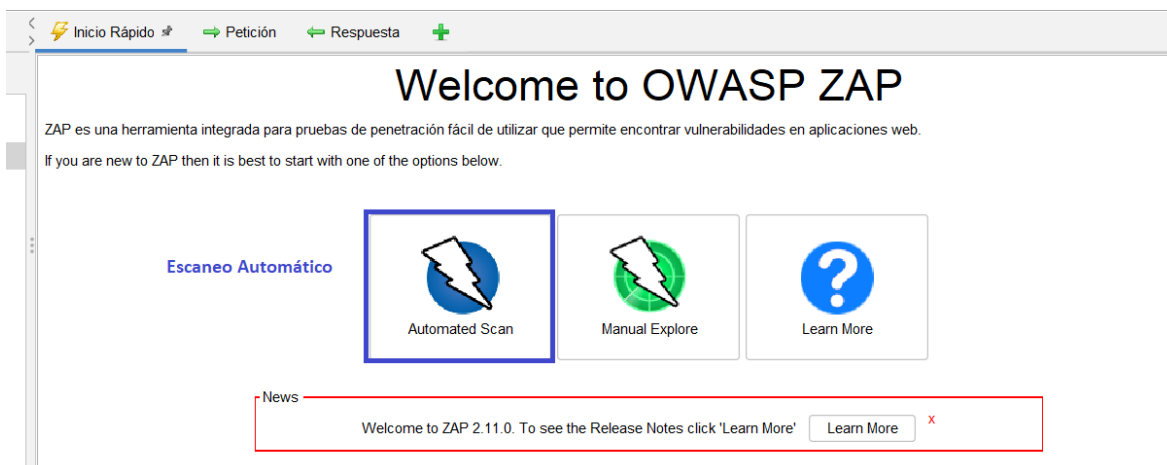 Inicio Rápido
Petición
Respuesta
Welcome to OWASP ZAP
ZAP es una herramienta integrada para pruebas de penetración fácil de utilizar que permite encontrar vulnerabilidades en aplicaciones web.
If you are new to ZAP then it is best to start with one of the options below.
Escaneo Automático
Automated Scan
Manual Explore
Learn More
News
Welcome to ZAP 2.11.0. To see the Release Notes click 'Learn More'
Learn More
X